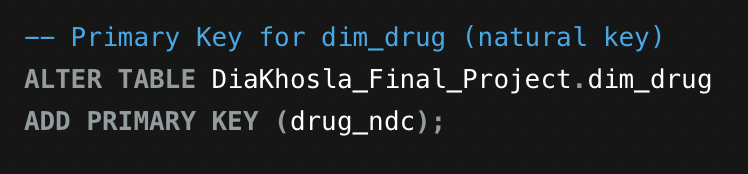 -- Primary Key for dim_drug (natural key)
ALTER TABLE DiaKhosla_Final_Project.dim_drug
ADD PRIMARY KEY (drug_ndc);